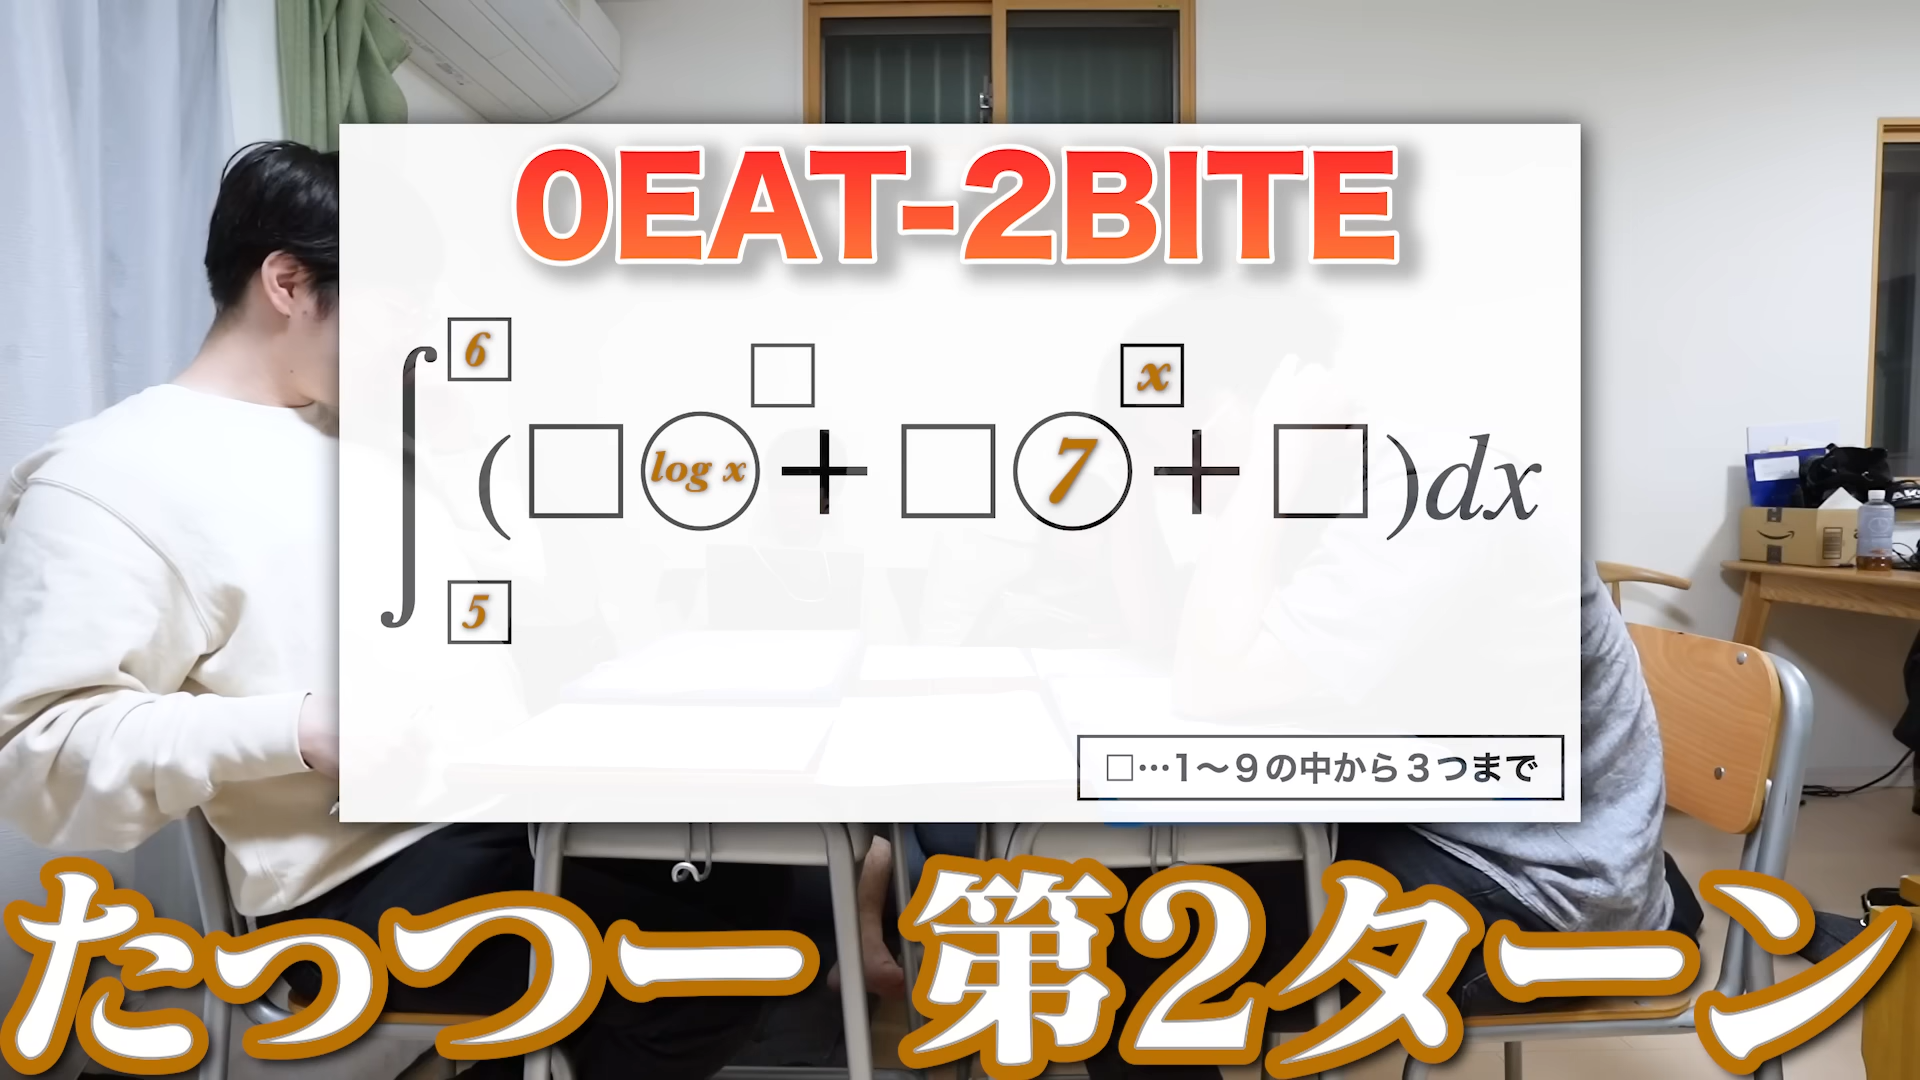 0EAT-2BITE
∫ 6 5 (□ log x □ + □ 7 x + □)dx
□…1〜9の中から3つまで
たっつー 第2ターン